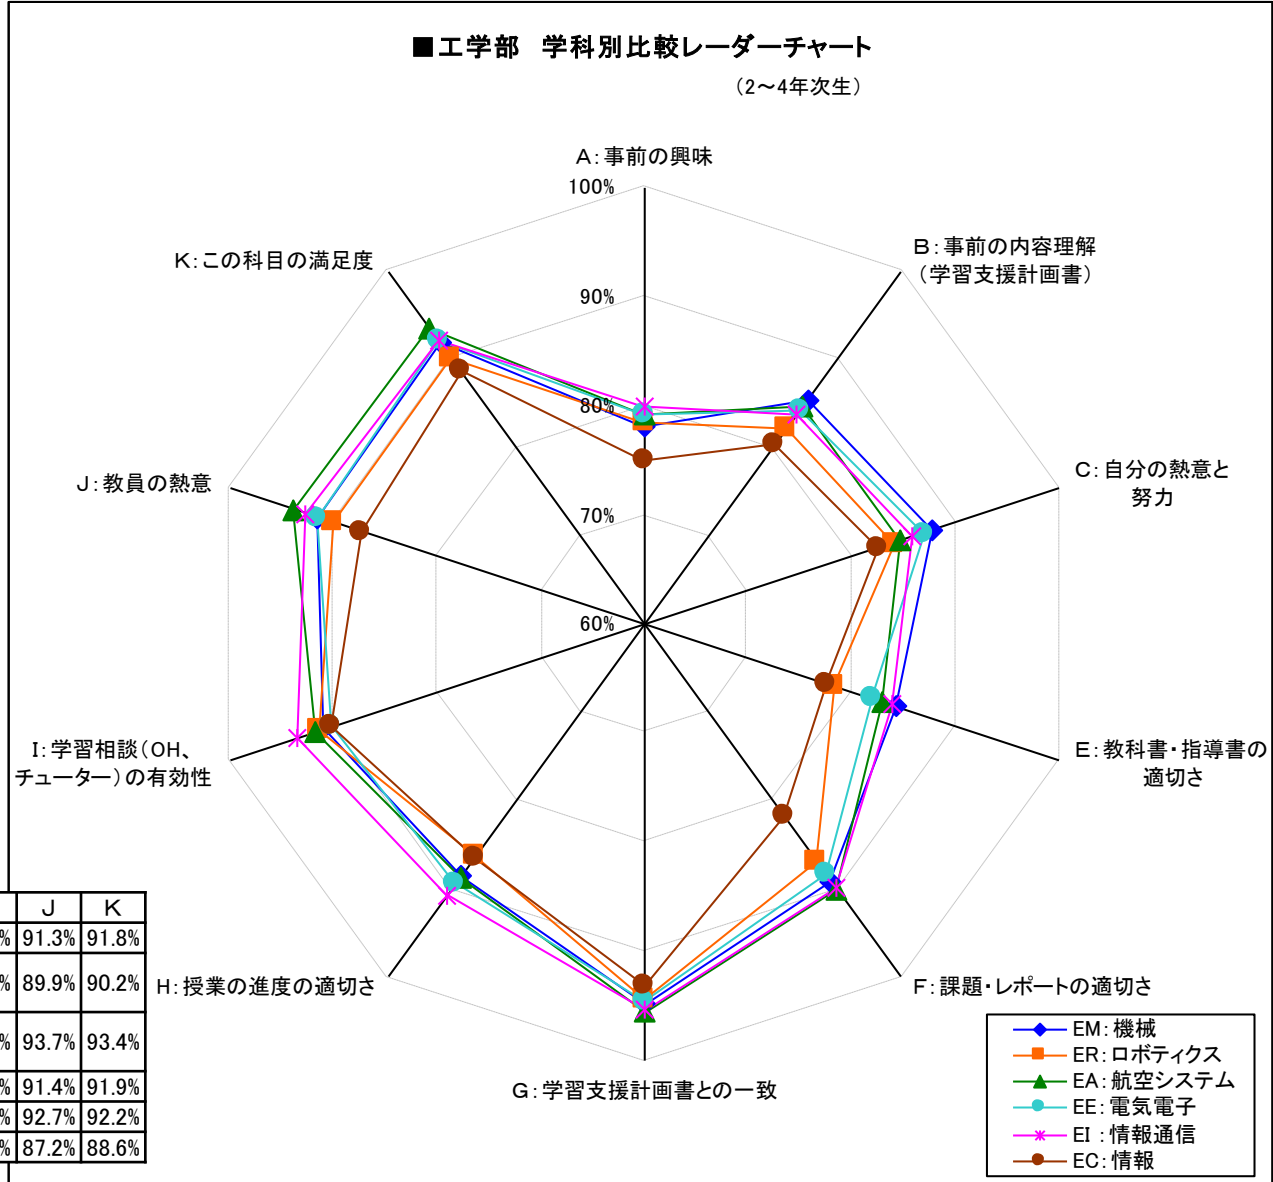 ■工学部　学科別比較レーダーチャート
（2～4年次生）
A：事前の興味
100%
B：事前の内容理解
（学習支援計画書）
K：この科目の満足度
90%
80%
C：自分の熱意と
努力
J：教員の熱意
70%
60%
I：学習相談（OH、
チューター）の有効性
E：教科書・指導書の
適切さ
H：授業の進度の適切さ
F：課題・レポートの適切さ
G：学習支援計画書との一致
J K
% 91.3% 91.8%
% 89.9% 90.2%
% 93.7% 93.4%
% 91.4% 91.9%
% 92.7% 92.2%
% 87.2% 88.6%
EM：機械
ER：ロボティクス
EA：航空システム
EE：電気電子
EI：情報通信
EC：情報